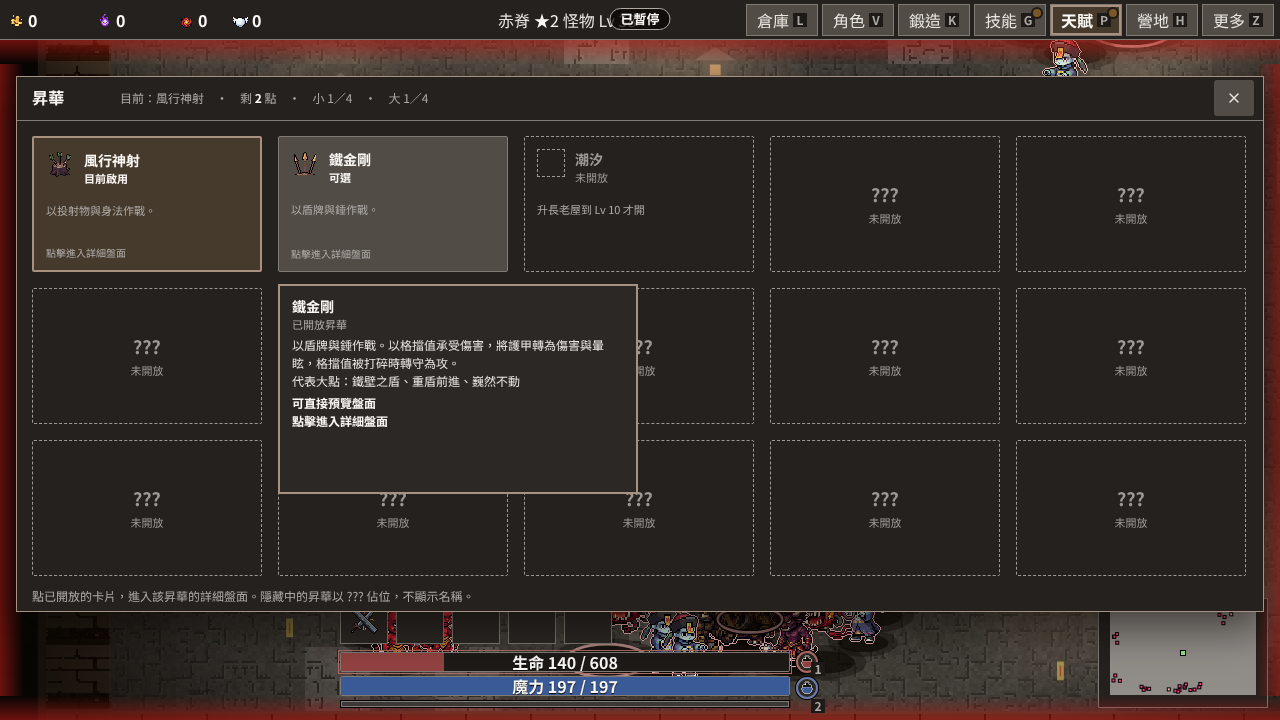 0
0
0
0
赤脊 ★2 怪物 Lv
已暫停
倉庫 L
角色 V
鍛造 K
技能 G
天賦 P
營地 H
更多 Z
昇華
目前：風行神射 • 剩 2 點 • 小 1／4 • 大 1／4
×
風行神射
目前啟用
以投射物與身法作戰。
點擊進入詳細盤面
鐵金剛
可選
以盾牌與錘作戰。
點擊進入詳細盤面
潮汐
未開放
升長老屋到 Lv 10 才開
???
未開放
???
未開放
???
未開放
鐵金剛
已開放昇華
以盾牌與錘作戰。以格擋值承受傷害，將護甲轉為傷害與暈
眩，格擋值被打碎時轉守為攻。
代表大點：鐵壁之盾、重盾前進、巍然不動
可直接預覽盤面
點擊進入詳細盤面
??
開放
???
未開放
???
未開放
???
未開放
???
未開放
???
未開放
???
未開放
???
未開放
點已開放的卡片，進入該昇華的詳細盤面。隱藏中的昇華以 ??? 佔位，不顯示名稱。
生命 140 / 608
1
魔力 197 / 197
2